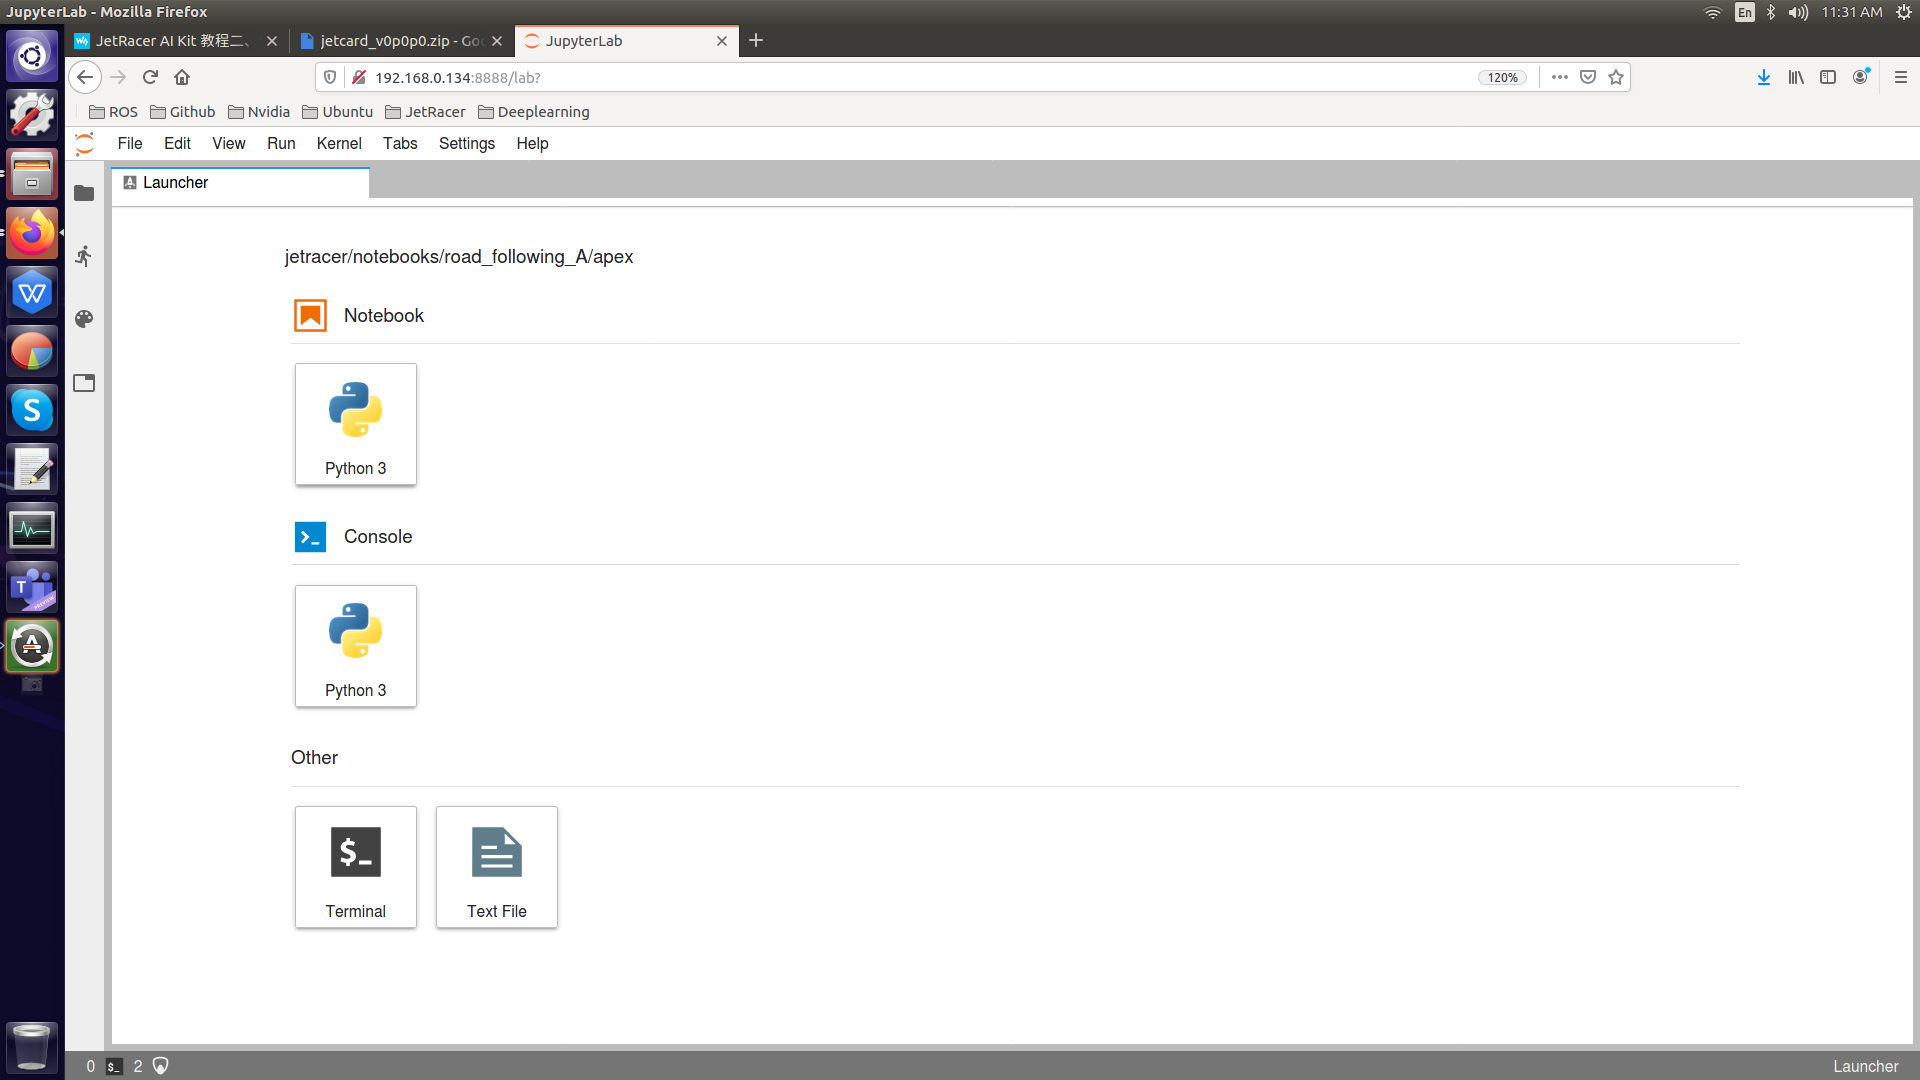 JupyterLab - Mozilla Firefox
En
11:31 AM
JetRacer AI Kit 教程二、
jetcard_v0p0p0.zip - Goo
JupyterLab
192.168.0.134:8888/lab?
120%
ROS Github Nvidia Ubuntu JetRacer Deeplearning
File Edit View Run Kernel Tabs Settings Help
Launcher
jetracer/notebooks/road_following_A/apex
Notebook
Python 3
Console
Python 3
Other
$_
Terminal
Text File
0 $_ 2
Launcher